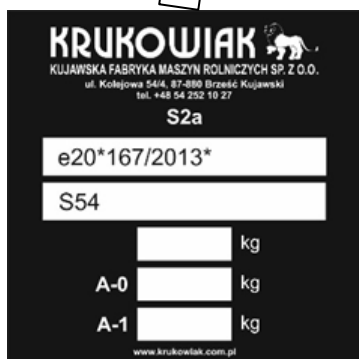 KRUKOWIAK
KUJAWSKA FABRYKA MASZYN ROLNICZYCH SP. Z O.O.
ul. Kolejowa 54/4, 87-880 Brześć Kujawski
tel. +48 54 252 10 27
S2a
e20*167/2013*
S54
kg
A-0 kg
A-1 kg
www.krukowiak.com.pl